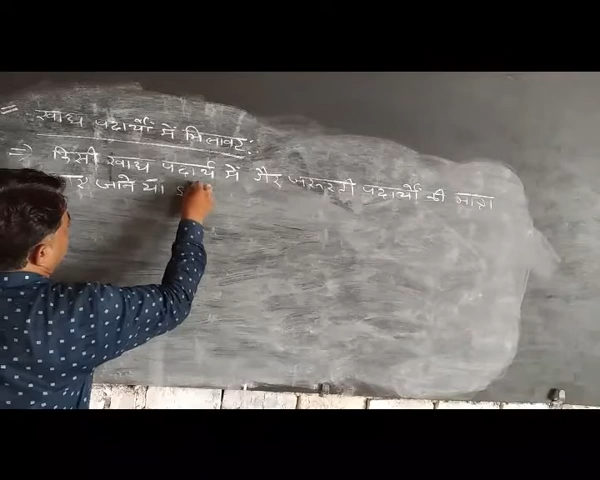 = खाद्य पदार्थों में मिलावट:
⇒ किसी खाद्य पदार्थ में गैर जरूरी पदार्थों की मात्रा
जाने या